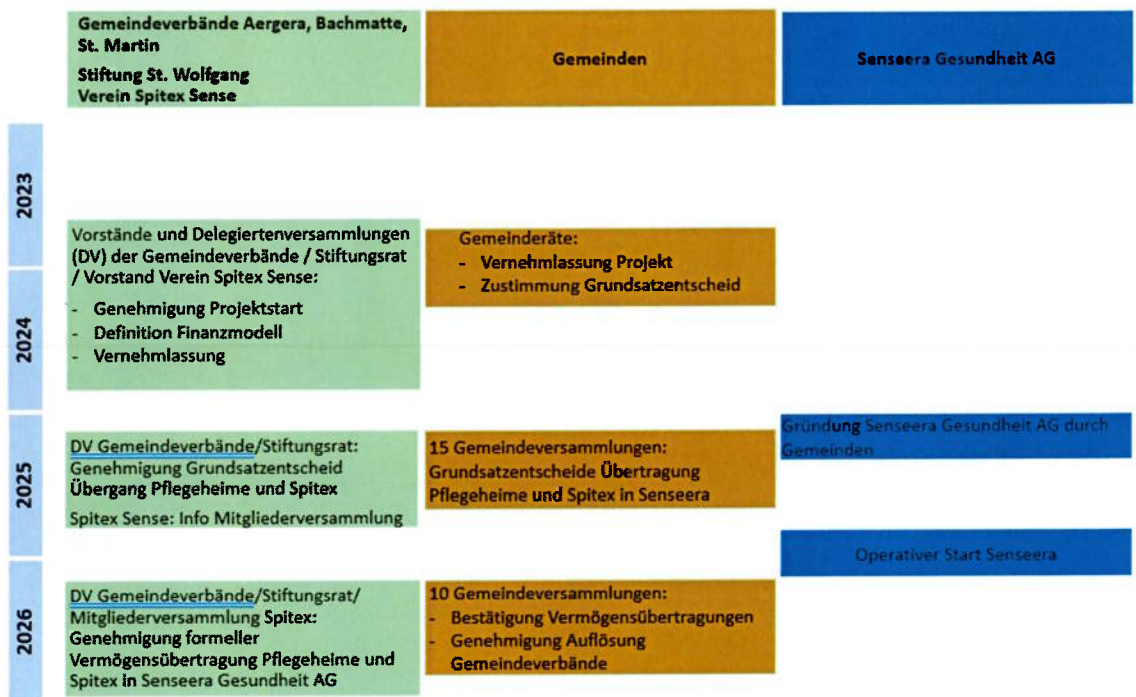 Gemeindeverbände Aergera, Bachmatte,
St. Martin
Stiftung St. Wolfgang
Verein Spitex Sense
Gemeinden
Senseera Gesundheit AG
2023
Vorstände und Delegiertenversammlungen
(DV) der Gemeindeverbände / Stiftungsrat
/ Vorstand Verein Spitex Sense:
- Genehmigung Projektstart
- Definition Finanzmodell
- Vernehmlassung
Gemeinderäte:
- Vernehmlassung Projekt
- Zustimmung Grundsatzentscheid
2024
2025
DV Gemeindeverbände/Stiftungsrat:
Genehmigung Grundsatzentscheid
Übergang Pflegeheime und Spitex
Spitex Sense: Info Mitgliederversammlung
15 Gemeindeversammlungen:
Grundsatzentscheide Übertragung
Pflegeheime und Spitex in Senseera
Gründung Senseera Gesundheit AG durch
Gemeinden
Operativer Start Senseera
2026
DV Gemeindeverbände/Stiftungsrat/
Mitgliederversammlung Spitex:
Genehmigung formeller
Vermögensübertragung Pflegeheime und
Spitex in Senseera Gesundheit AG
10 Gemeindeversammlungen:
- Bestätigung Vermögensübertragungen
- Genehmigung Auflösung
Gemeindeverbände